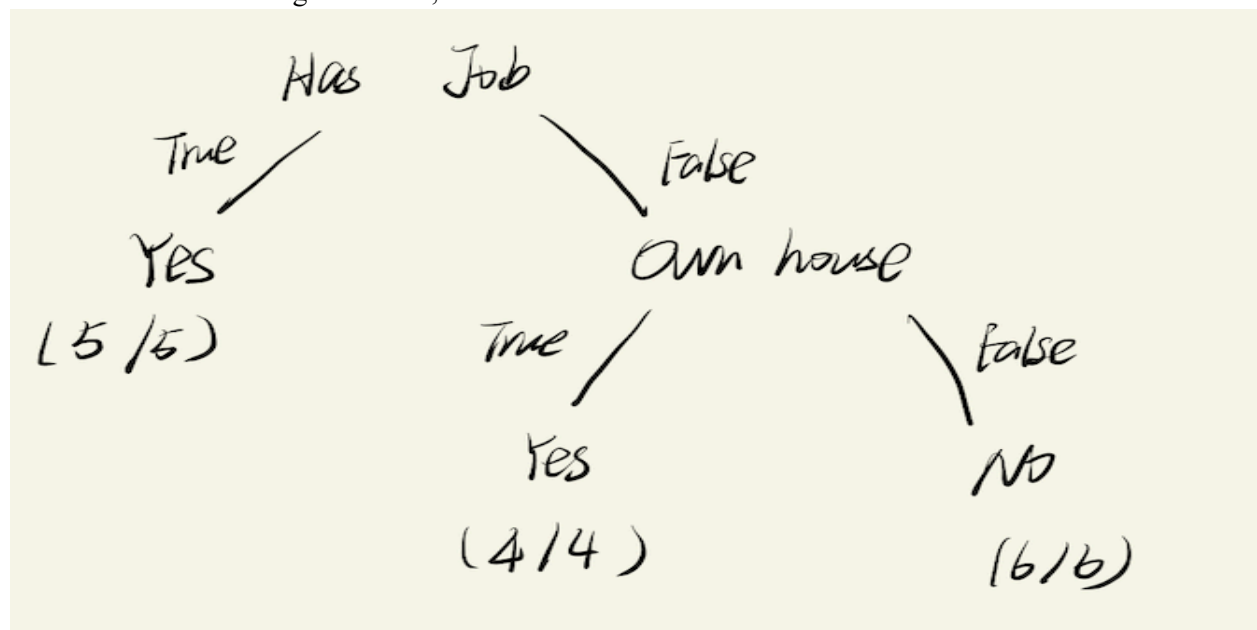 Has Job
True
False
Yes
Own house
(5/5)
True
False
Yes
No
(4/4)
(6/6)